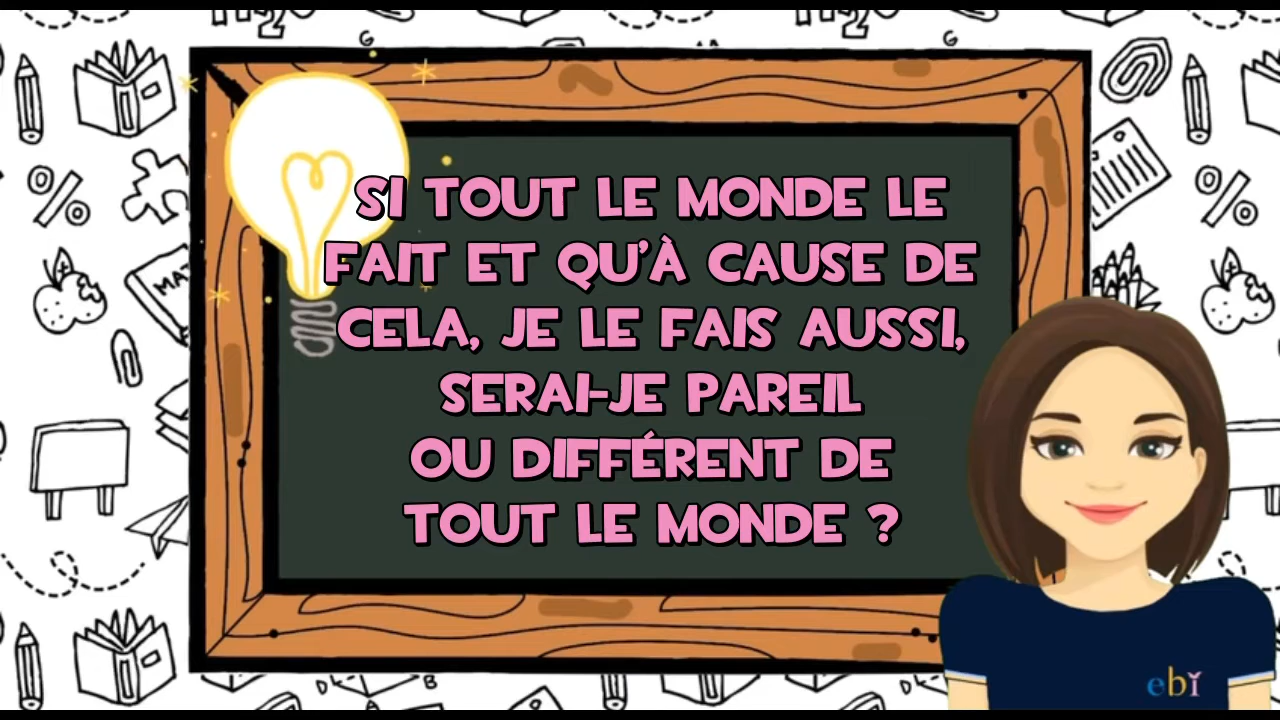 SI TOUT LE MONDE LE
FAIT ET QU'À CAUSE DE
CELA, JE LE FAIS AUSSI,
SERAI-JE PAREIL
OU DIFFÉRENT DE
TOUT LE MONDE ?
ebi